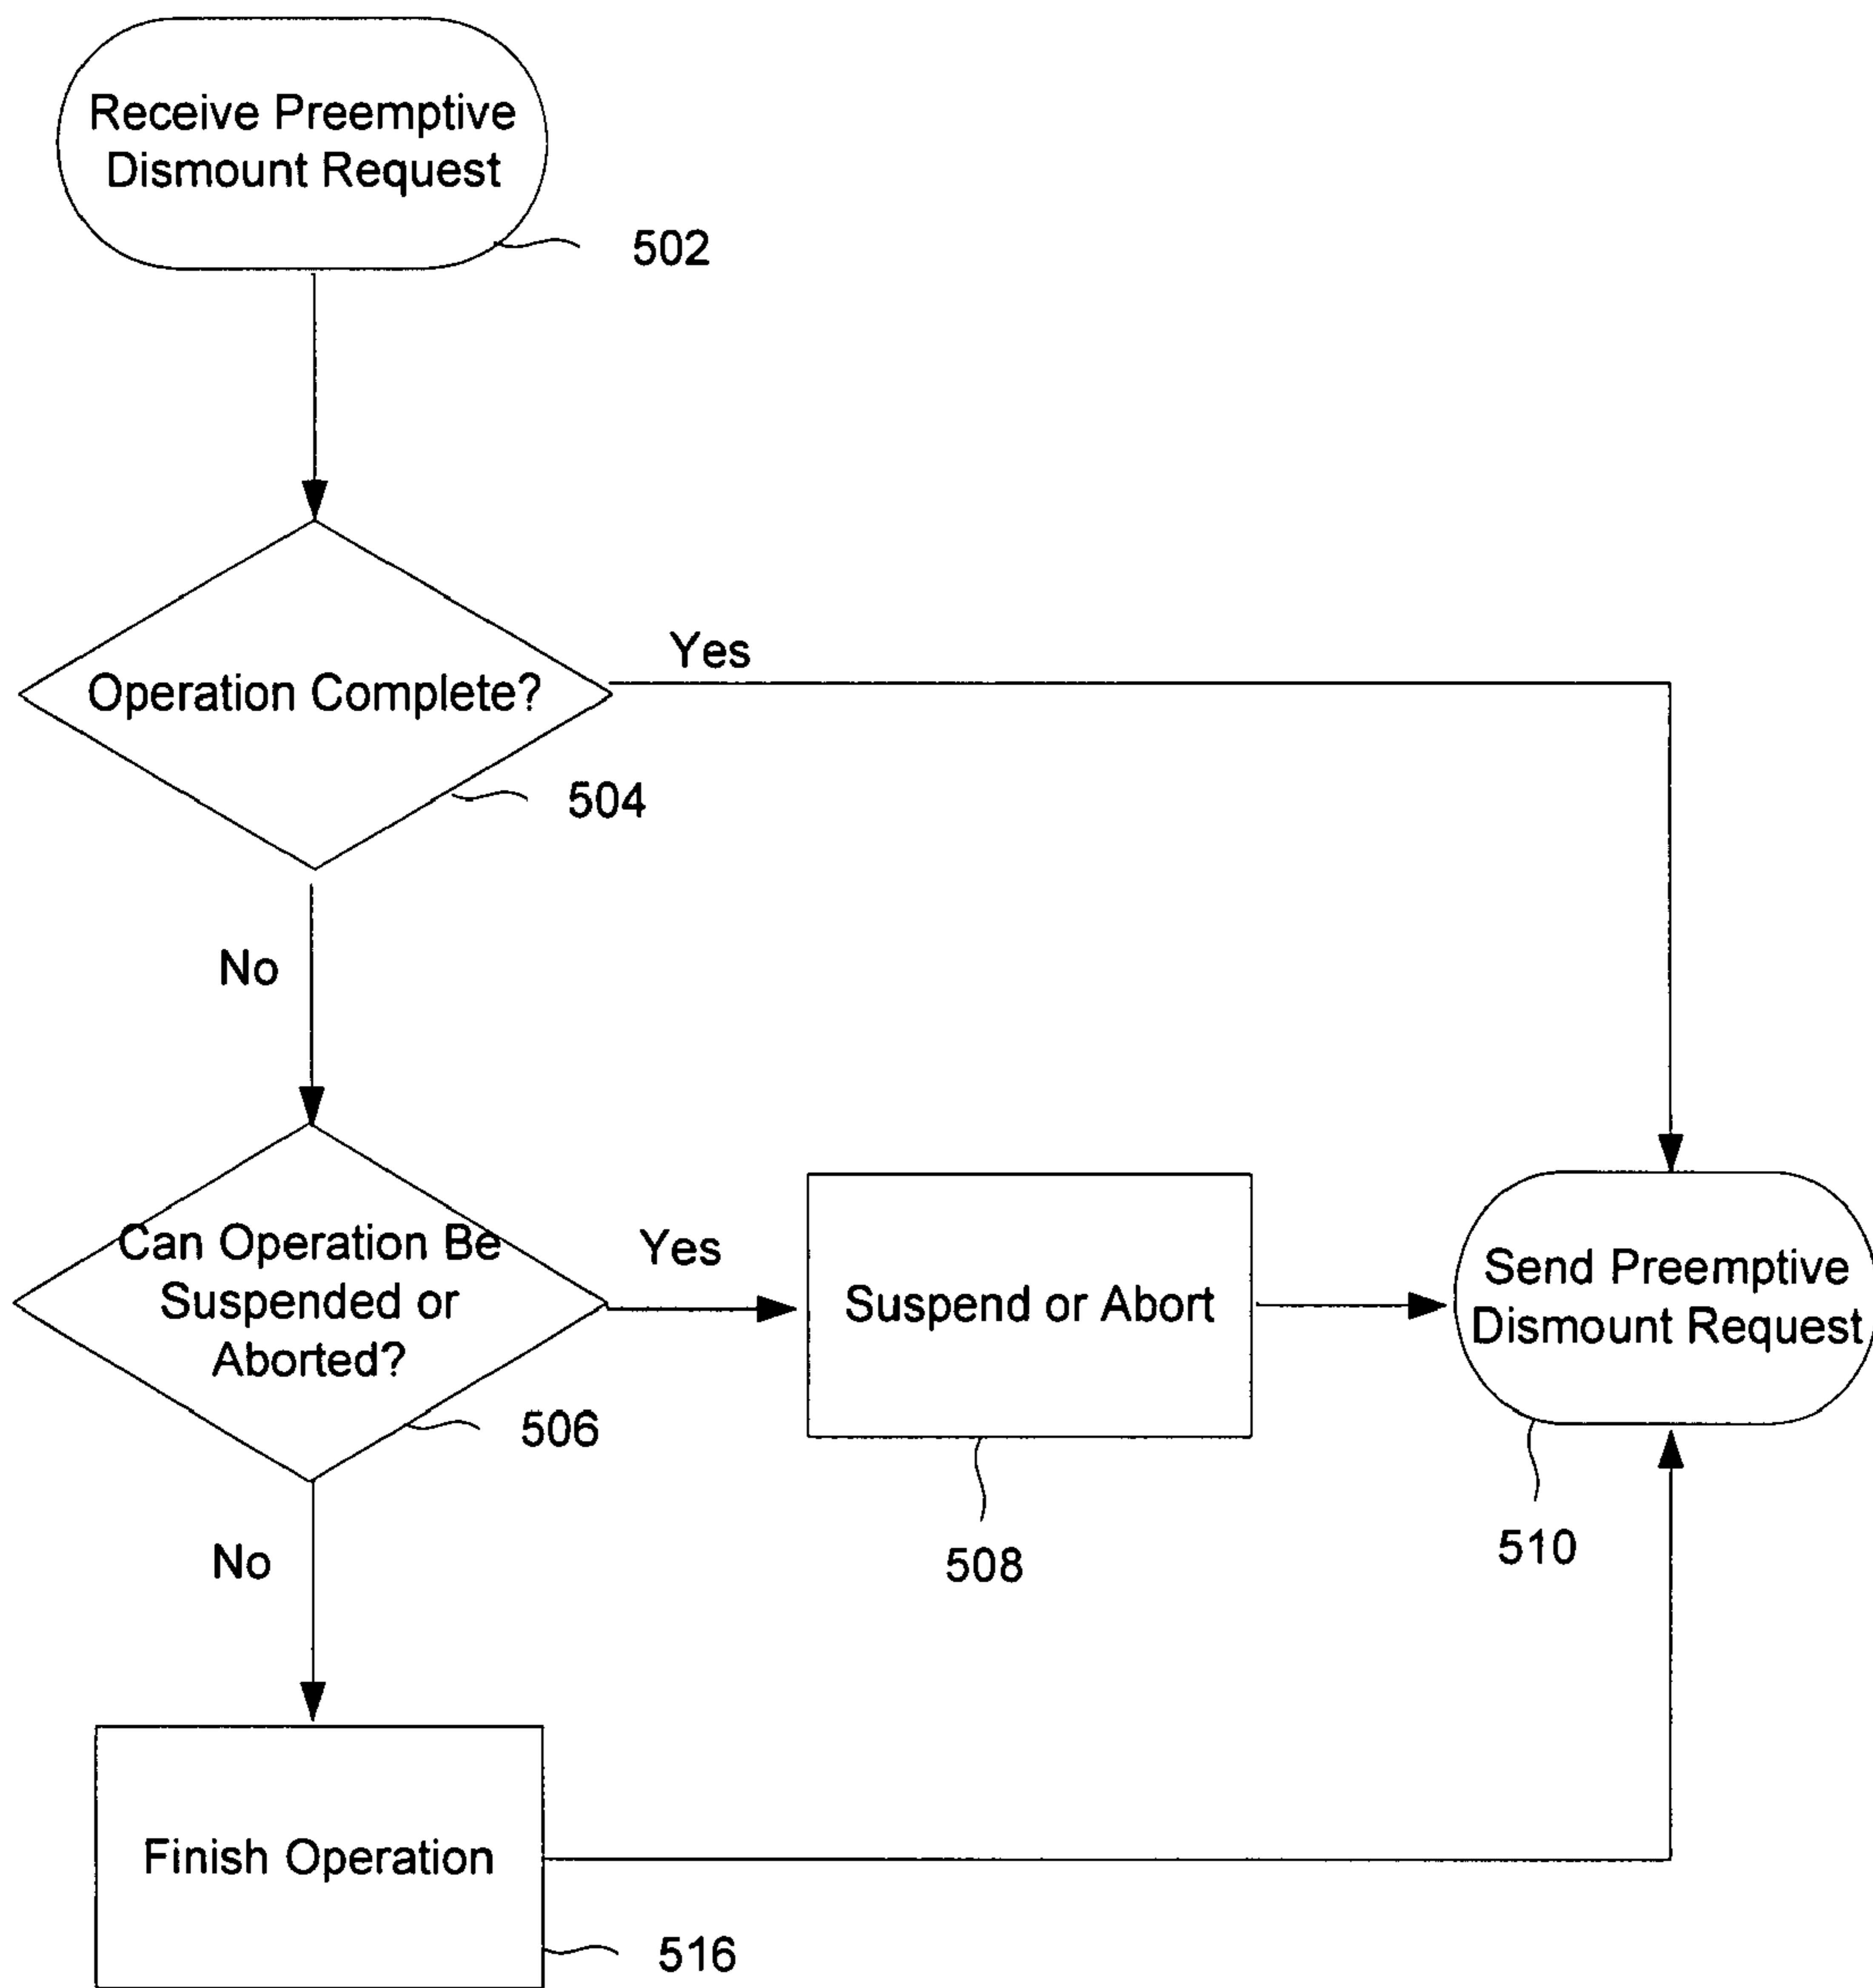 Receive Preemptive
Dismount Request
502
Operation Complete?
Yes
504
No
Can Operation Be
Suspended or
Aborted?
Yes
506
Suspend or Abort
508
Send Preemptive
Dismount Request
510
No
Finish Operation
516